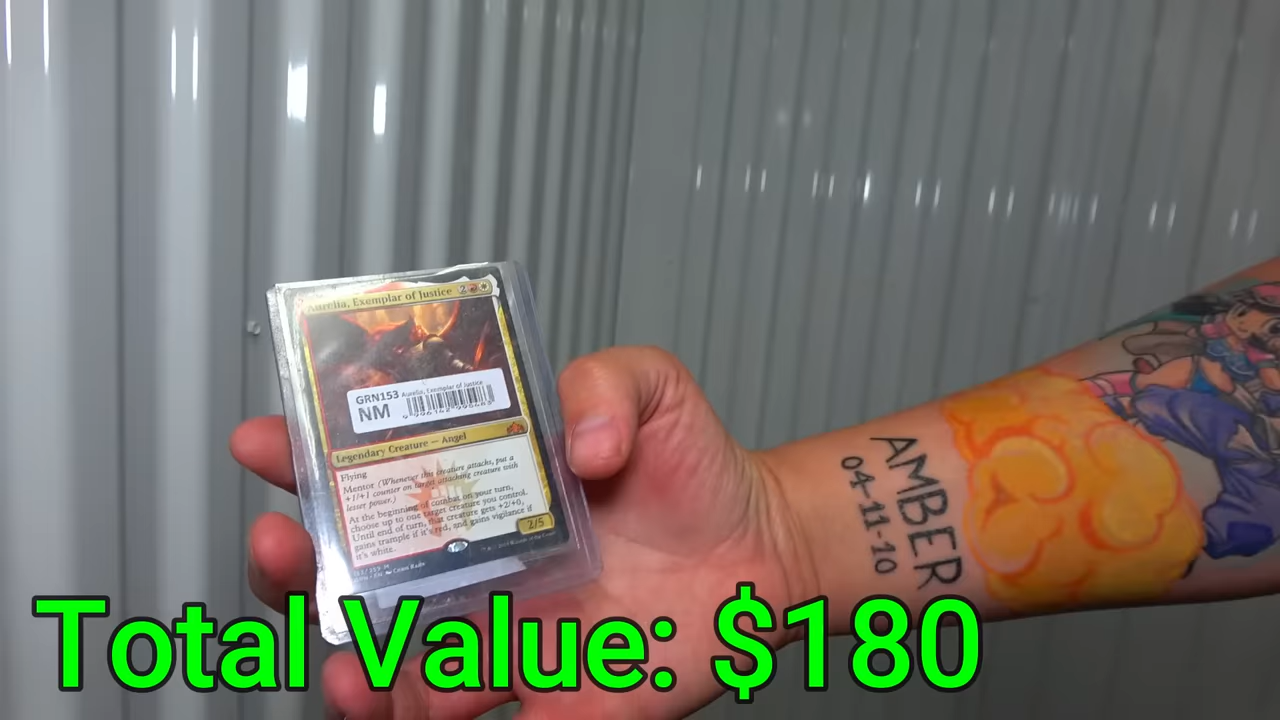 Aurelia, Exemplar of Justice 2
GRN153 Aurelia, Exemplar of Justice
NM
Legendary Creature — Angel
Flying
Mentor (Whenever this creature attacks, put a
+1/+1 counter on target attacking creature with
lesser power.)
At the beginning of combat on your turn,
choose up to one target creature you control.
Until end of turn, that creature gets +2/+0,
gains trample if it's red, and gains vigilance if
it's white.
2/5
AMBER
04-11-10
Total Value: $180